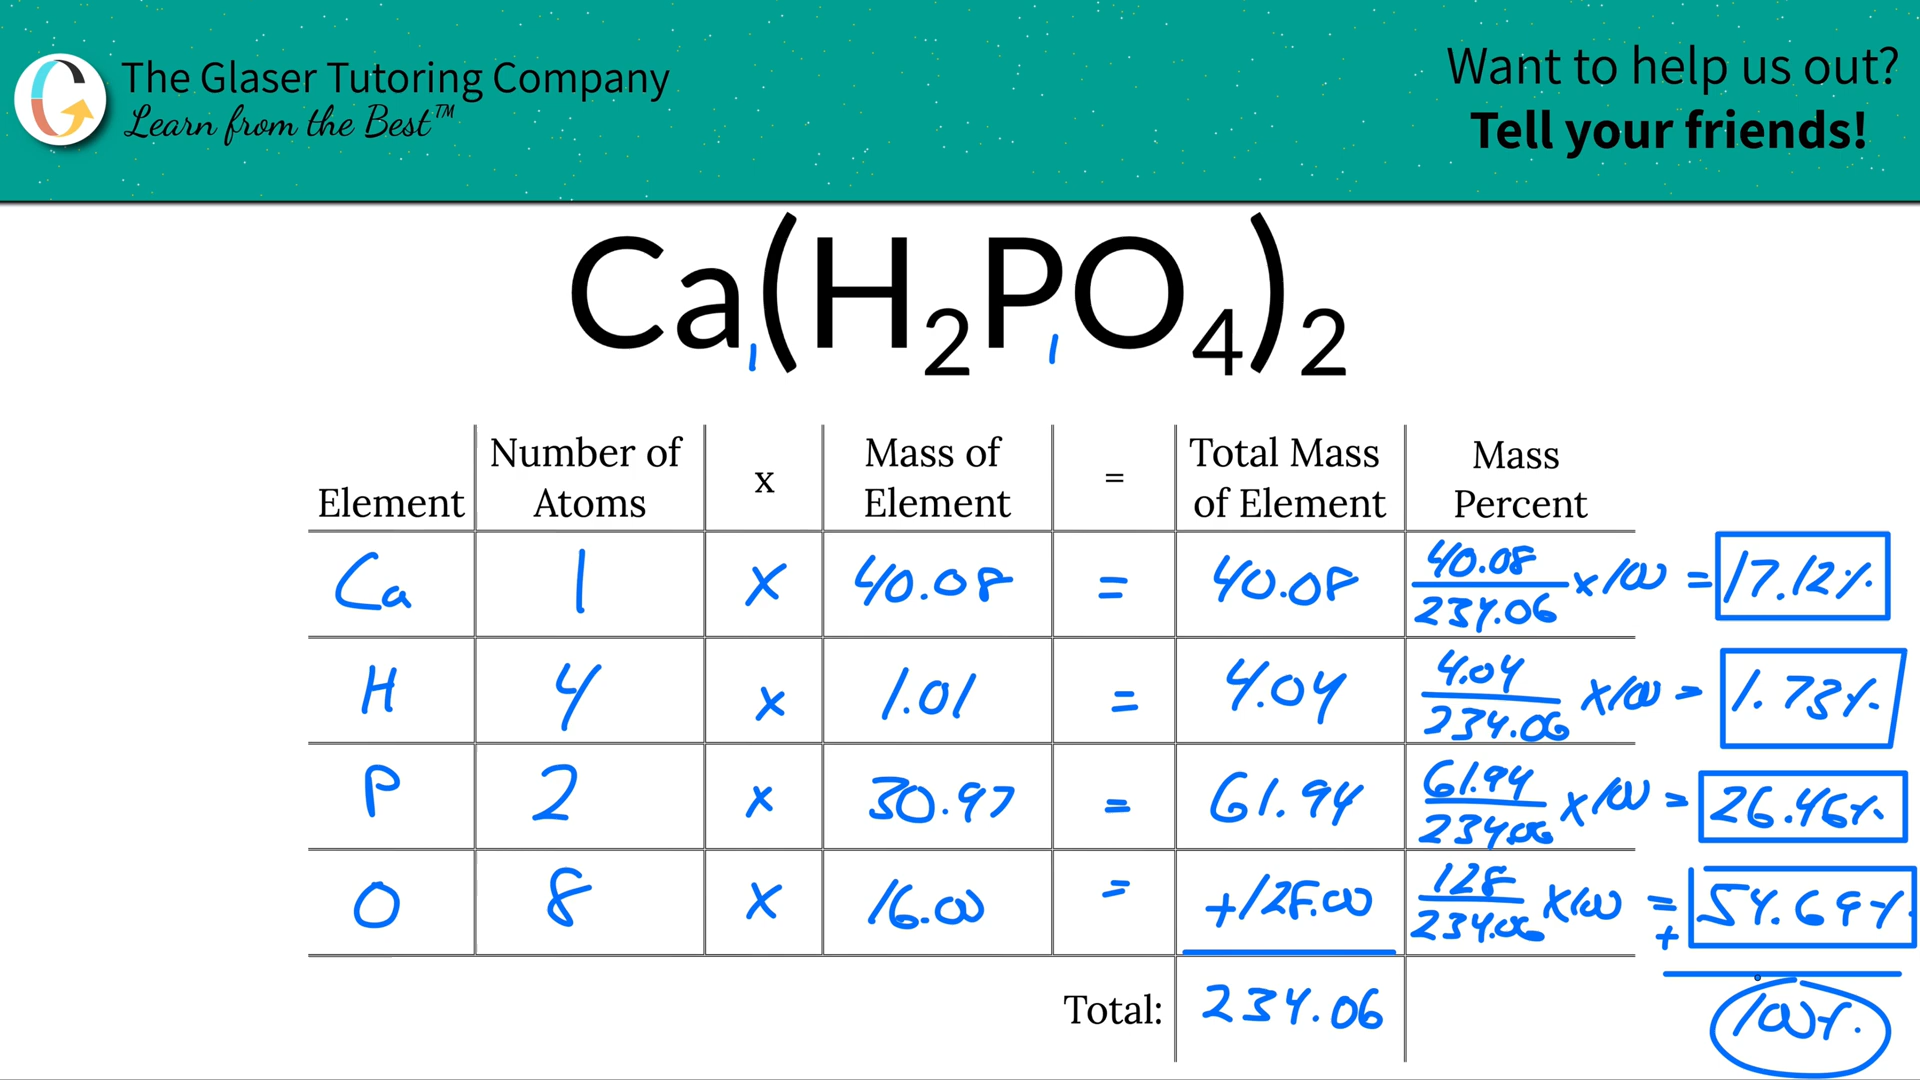 The Glaser Tutoring Company
Learn from the Best™
Want to help us out?
Tell your friends!
Ca₁(H₂P₁O₄)₂
Element | Number of Atoms | x | Mass of Element | = | Total Mass of Element | Mass Percent
Ca | 1 | x | 40.08 | = | 40.08 | 40.08/234.06 x100 = 17.12%
H | 4 | x | 1.01 | = | 4.04 | 4.04/234.06 x100 = 1.73%
P | 2 | x | 30.97 | = | 61.94 | 61.94/234.06 x100 = 26.46%
O | 8 | x | 16.00 | = | +128.00 | 128/234.06 x100 = + 54.69%
Total: 234.06 | 100%